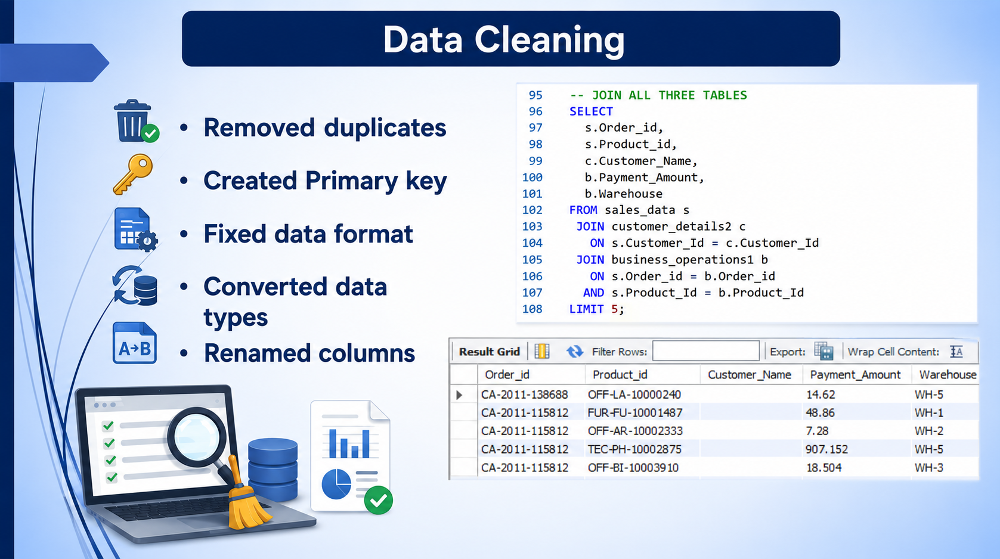 Data Cleaning
• Removed duplicates
• Created Primary key
• Fixed data format
• Converted data
types
A→B
• Renamed columns
95 -- JOIN ALL THREE TABLES
96 SELECT
97 s.Order_id,
98 s.Product_id,
99 c.Customer_Name,
100 b.Payment_Amount,
101 b.Warehouse
102 FROM sales_data s
103 JOIN customer_details2 c
104 ON s.Customer_Id = c.Customer_Id
105 JOIN business_operations1 b
106 ON s.Order_id = b.Order_id
107 AND s.Product_Id = b.Product_Id
108 LIMIT 5;
Result Grid Filter Rows: Export: Wrap Cell Content: IA
Order_id Product_id Customer_Name Payment_Amount Warehouse
CA-2011-138688 OFF-LA-10000240 14.62 WH-5
CA-2011-115812 FUR-FU-10001487 48.86 WH-1
CA-2011-115812 OFF-AR-10002333 7.28 WH-2
CA-2011-115812 TEC-PH-10002875 907.152 WH-5
CA-2011-115812 OFF-BI-10003910 18.504 WH-3